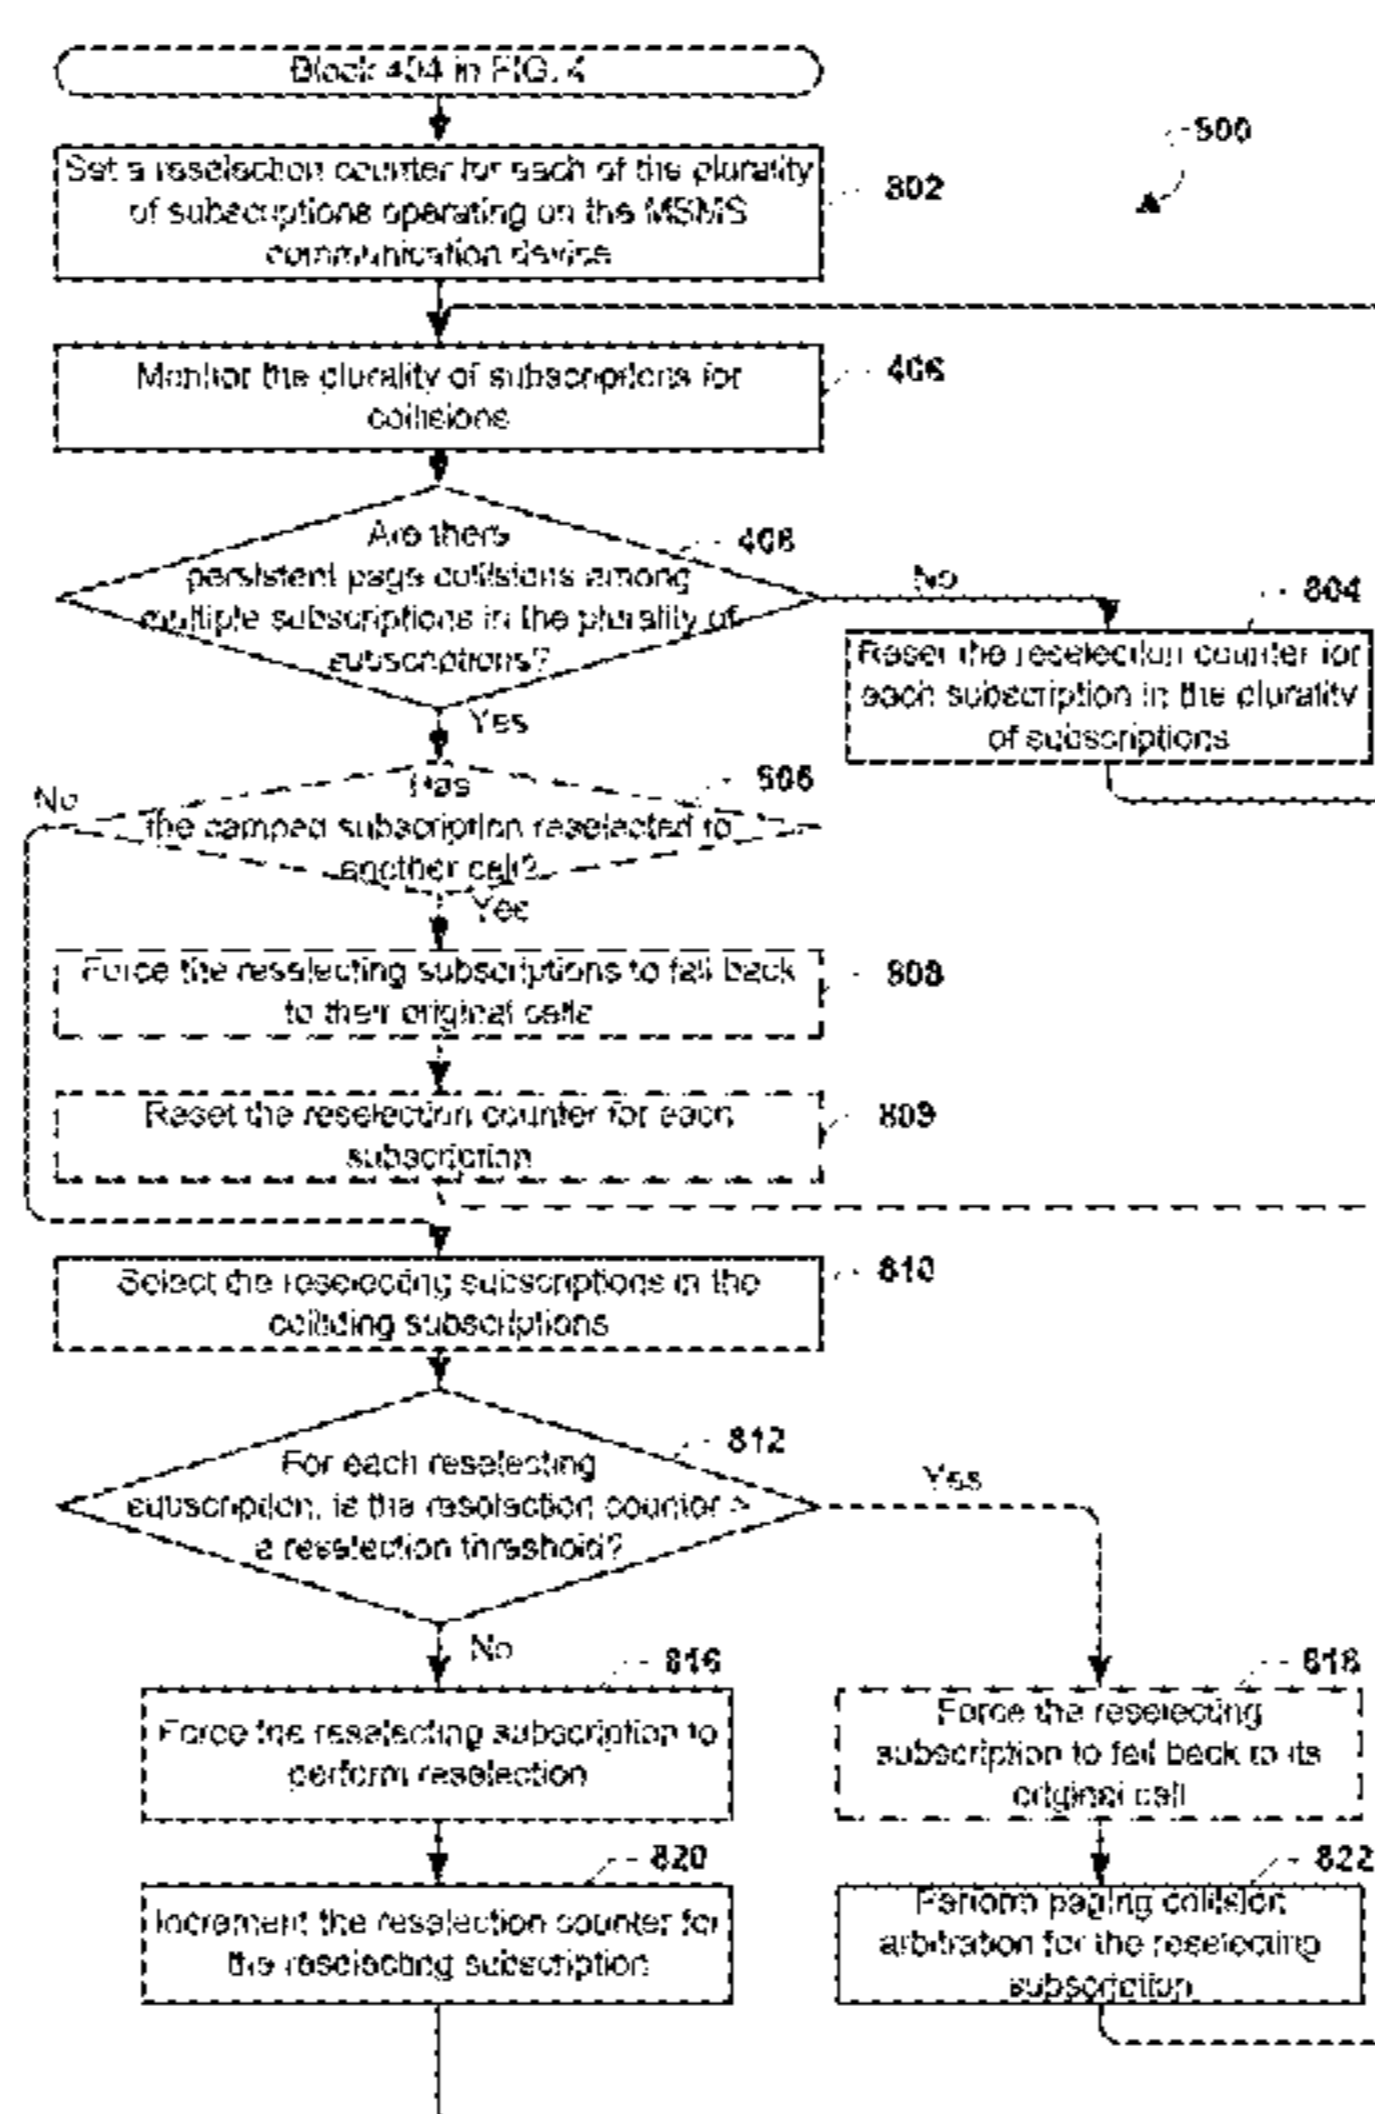 Block 404 in FIG. 4
800
Set a reselection counter for each of the plurality
of subscriptions operating on the MSMS
communication device
802
Monitor the plurality of subscriptions for
collisions
406
Are there
persistent page collisions among
multiple subscriptions in the plurality of
subscriptions?
408
No
804
Reset the reselection counter for
each subscription in the plurality
of subscriptions
Yes
Has
the camped subscription reselected to
another cell?
806
No
Yes
Force the reselecting subscriptions to fall back
to their original cells
808
Reset the reselection counter for each
subscription
809
Select the reselecting subscriptions in the
colliding subscriptions
810
For each reselecting
subscription, is the reselection counter >
a reselection threshold?
812
Yes
No
816
Force the reselecting subscription to
perform reselection
818
Force the reselecting
subscription to fall back to its
original cell
820
Increment the reselection counter for
the reselecting subscription
822
Perform paging collision
arbitration for the reselecting
subscription